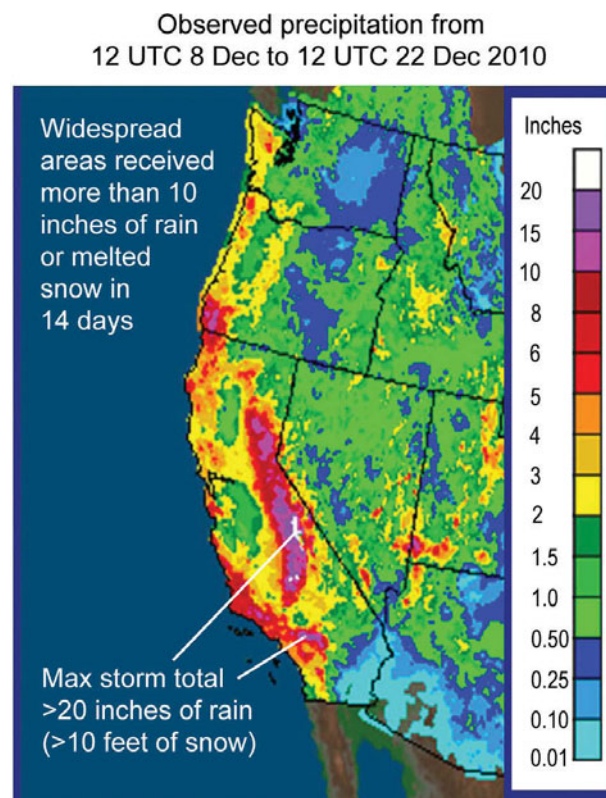 Observed precipitation from
12 UTC 8 Dec to 12 UTC 22 Dec 2010
Widespread
areas received
more than 10
inches of rain
or melted
snow in
14 days
Max storm total
>20 inches of rain
(>10 feet of snow)
Inches
20
15
10
8
6
5
4
3
2
1.5
1.0
0.50
0.25
0.10
0.01